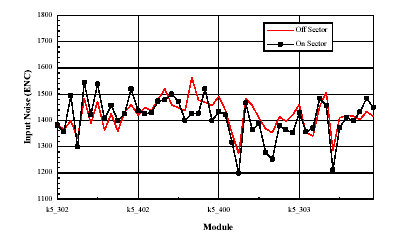 1800
1700
1600
1500
1400
1300
1200
1100
Input Noise (ENC)
Off Sector
On Sector
k5_302
k5_402
k5_400
k5_303
Module